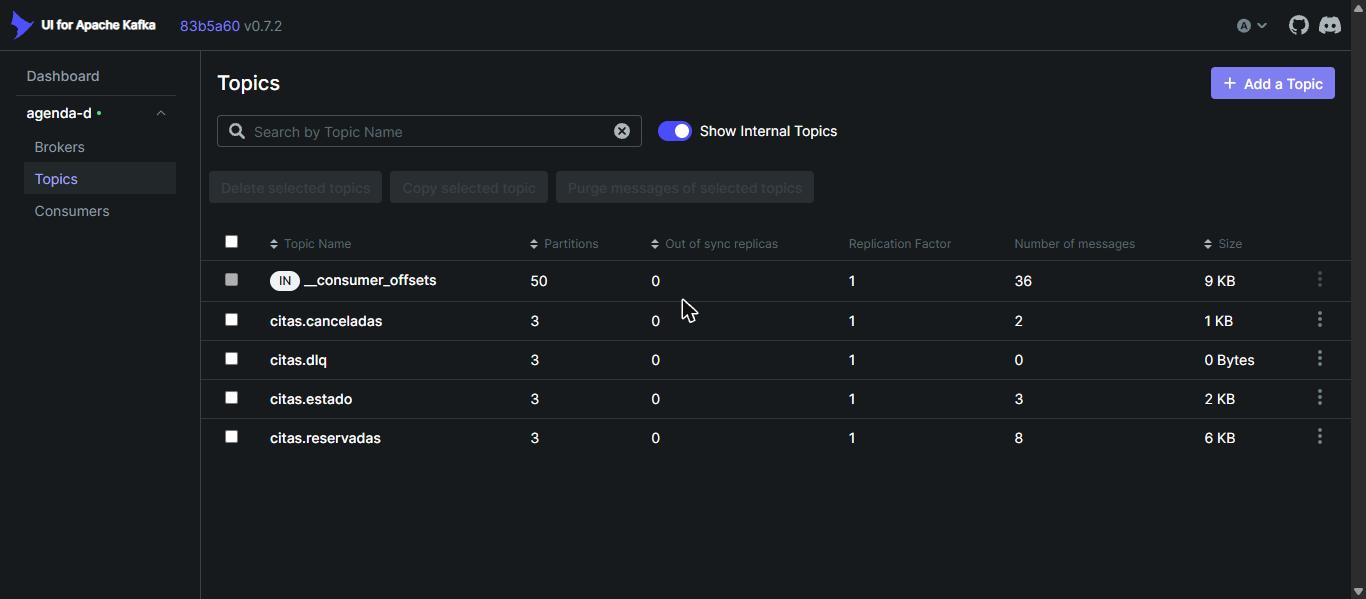 UI for Apache Kafka 83b5a60 v0.7.2 A
Dashboard
agenda-d
Brokers
Topics
Consumers
Topics
+ Add a Topic
Search by Topic Name
Show Internal Topics
Delete selected topics Copy selected topic Purge messages of selected topics
Topic Name Partitions Out of sync replicas Replication Factor Number of messages Size
IN __consumer_offsets 50 0 1 36 9 KB
citas.canceladas 3 0 1 2 1 KB
citas.dlq 3 0 1 0 0 Bytes
citas.estado 3 0 1 3 2 KB
citas.reservadas 3 0 1 8 6 KB